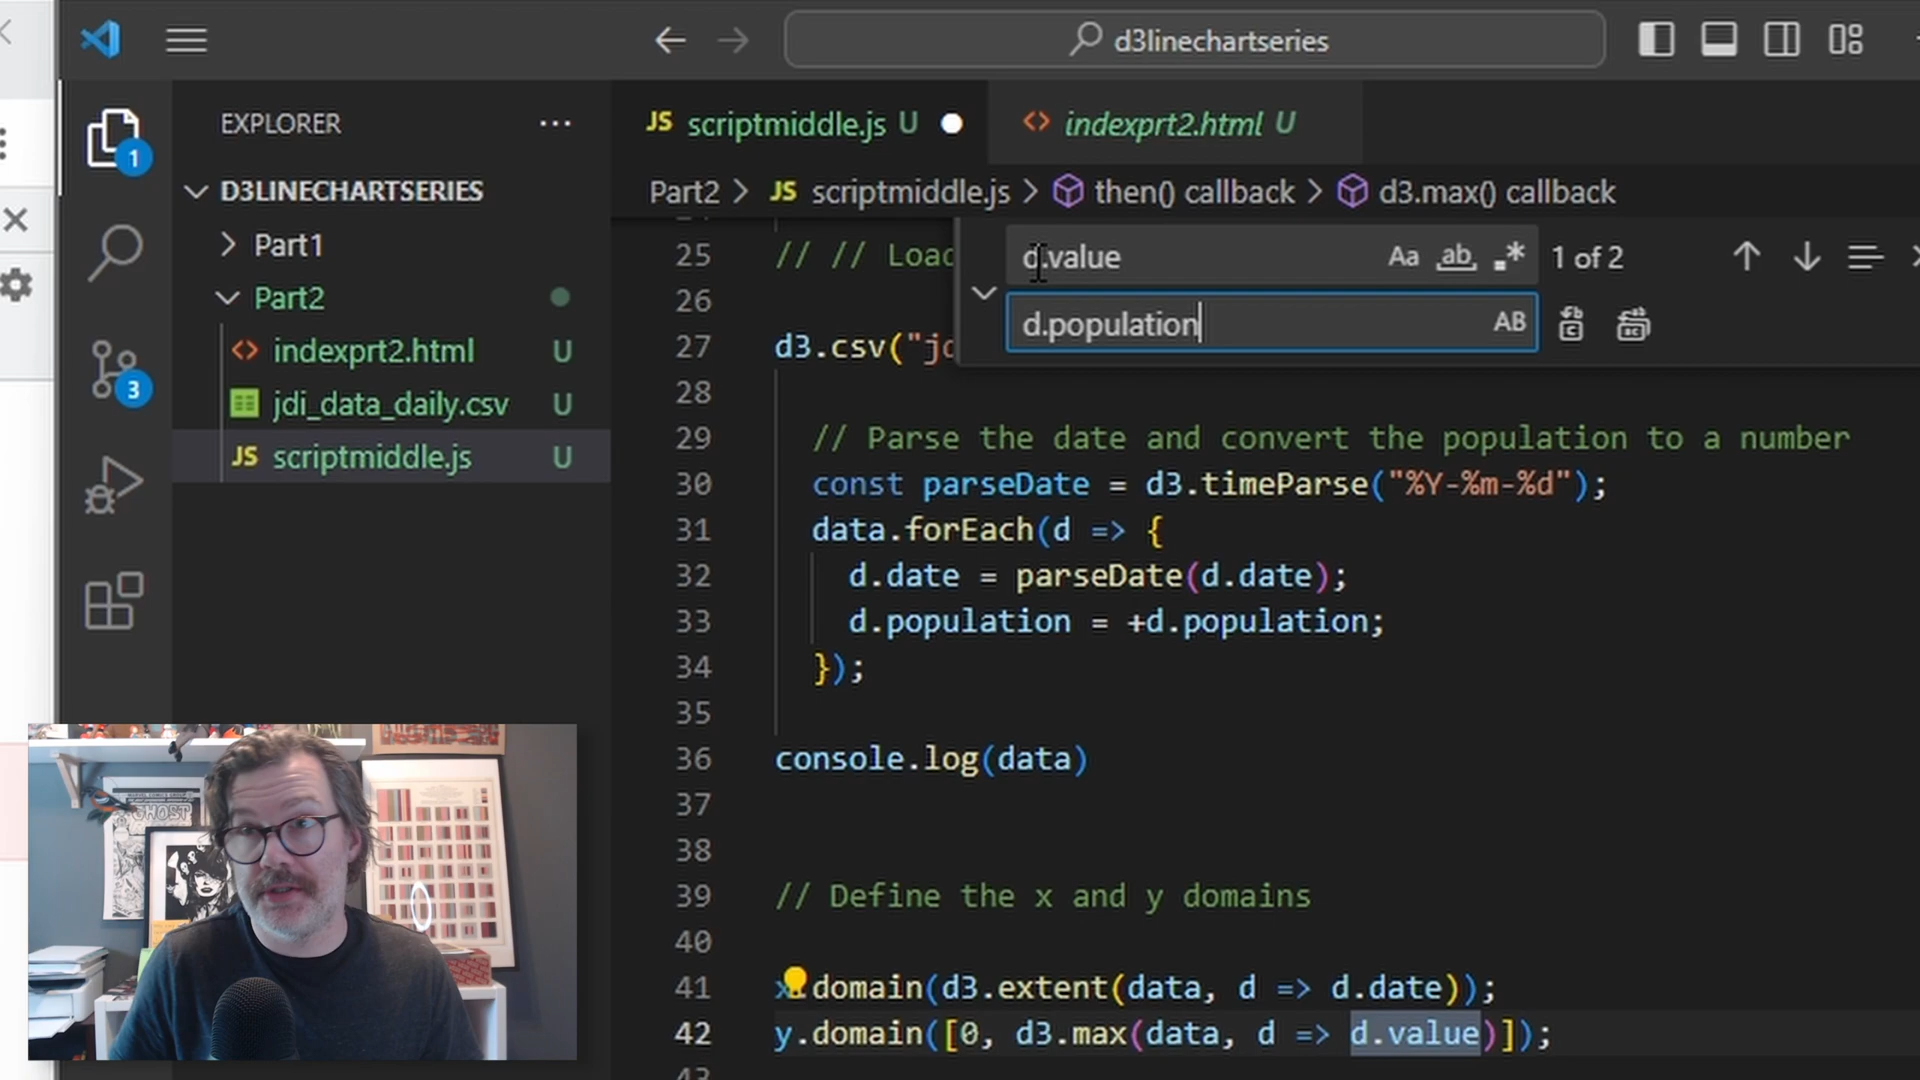 d3linechartseries
EXPLORER
D3LINECHARTSERIES
Part1
Part2
indexprt2.html U
jdi_data_daily.csv U
JS scriptmiddle.js U
1
3
JS scriptmiddle.js U
indexprt2.html U
Part2 > JS scriptmiddle.js > then() callback > d3.max() callback
d.value Aa ab .* 1 of 2
d.population AB
25 // // Load
26
27 d3.csv("jd
28
29 // Parse the date and convert the population to a number
30 const parseDate = d3.timeParse("%Y-%m-%d");
31 data.forEach(d => {
32 d.date = parseDate(d.date);
33 d.population = +d.population;
34 });
35
36 console.log(data)
37
38
39 // Define the x and y domains
40
41 x.domain(d3.extent(data, d => d.date));
42 y.domain([0, d3.max(data, d => d.value)]);
43
GHOST